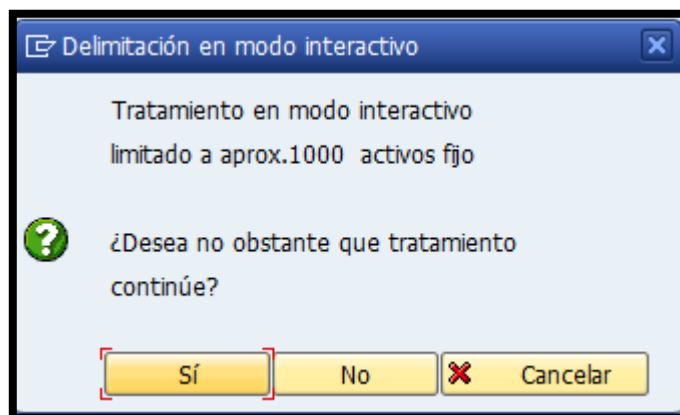 Delimitación en modo interactivo
Tratamiento en modo interactivo
limitado a aprox.1000 activos fijo
¿Desea no obstante que tratamiento
continúe?
Sí No Cancelar